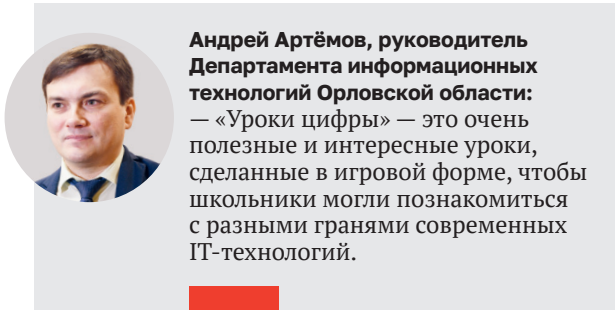 Андрей Артёмов, руководитель
Департамента информационных
технологий Орловской области:
— «Уроки цифры» — это очень
полезные и интересные уроки,
сделанные в игровой форме, чтобы
школьники могли познакомиться
с разными гранями современных
IT-технологий.